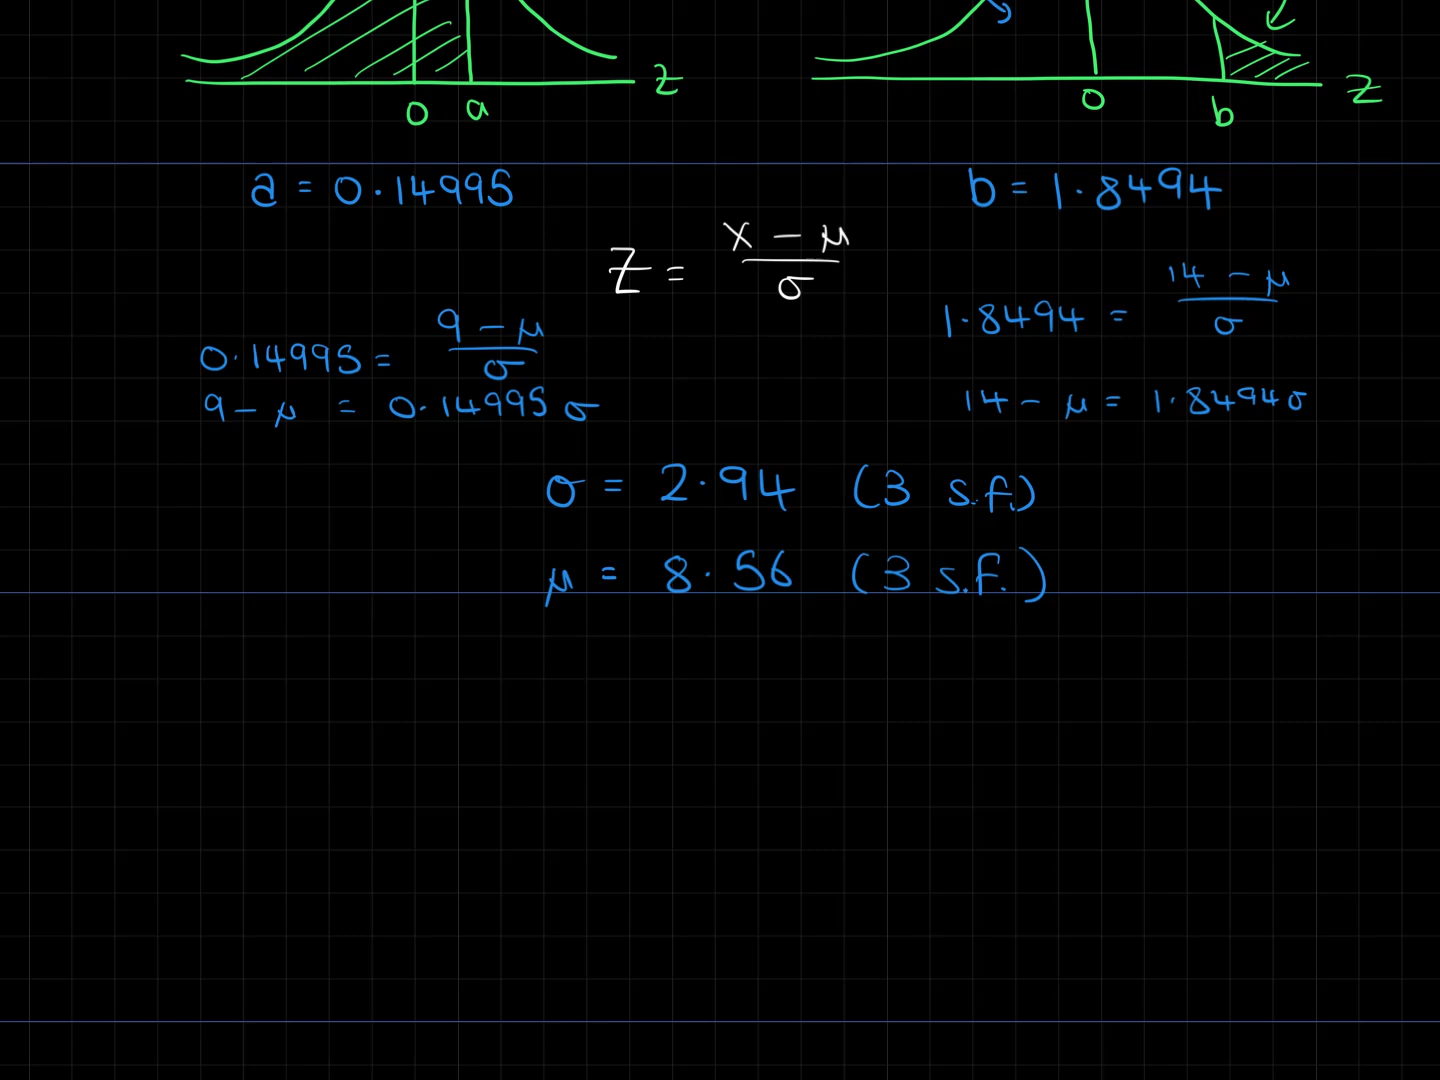 0 a Z
0 b Z
a = 0.14995
b = 1.8494
Z = x - μ / σ
0.14995 = 9 - μ / σ
1.8494 = 14 - μ / σ
9 - μ = 0.14995 σ
14 - μ = 1.8494σ
σ = 2.94 (3 s.f.)
μ = 8.56 (3 s.f.)